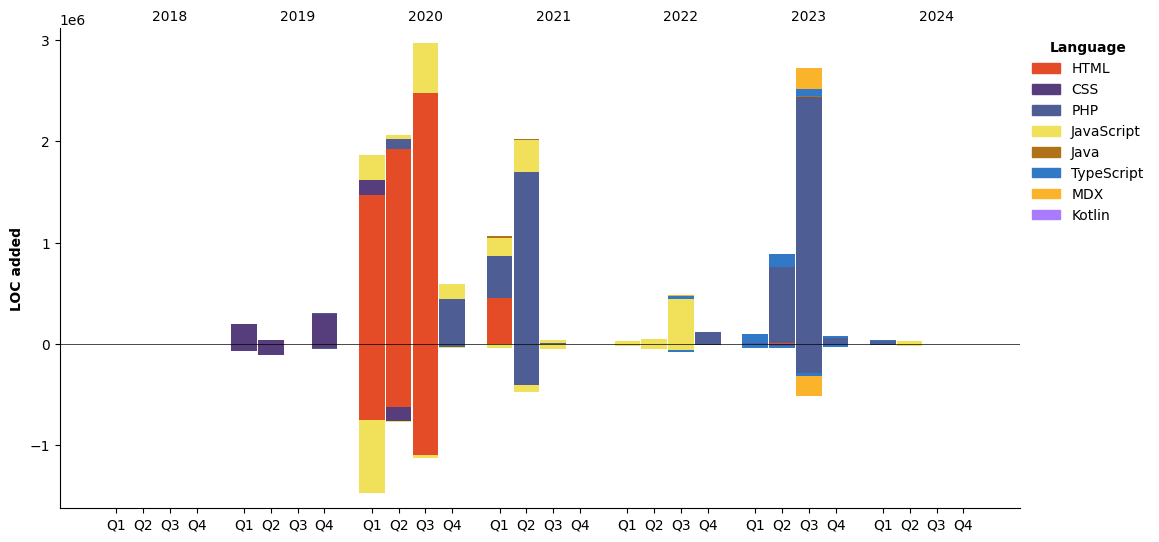 1e6
2018 2019 2020 2021 2022 2023 2024
3
2
1
0
−1
LOC added
Q1 Q2 Q3 Q4 Q1 Q2 Q3 Q4 Q1 Q2 Q3 Q4 Q1 Q2 Q3 Q4 Q1 Q2 Q3 Q4 Q1 Q2 Q3 Q4 Q1 Q2 Q3 Q4
Language
HTML
CSS
PHP
JavaScript
Java
TypeScript
MDX
Kotlin